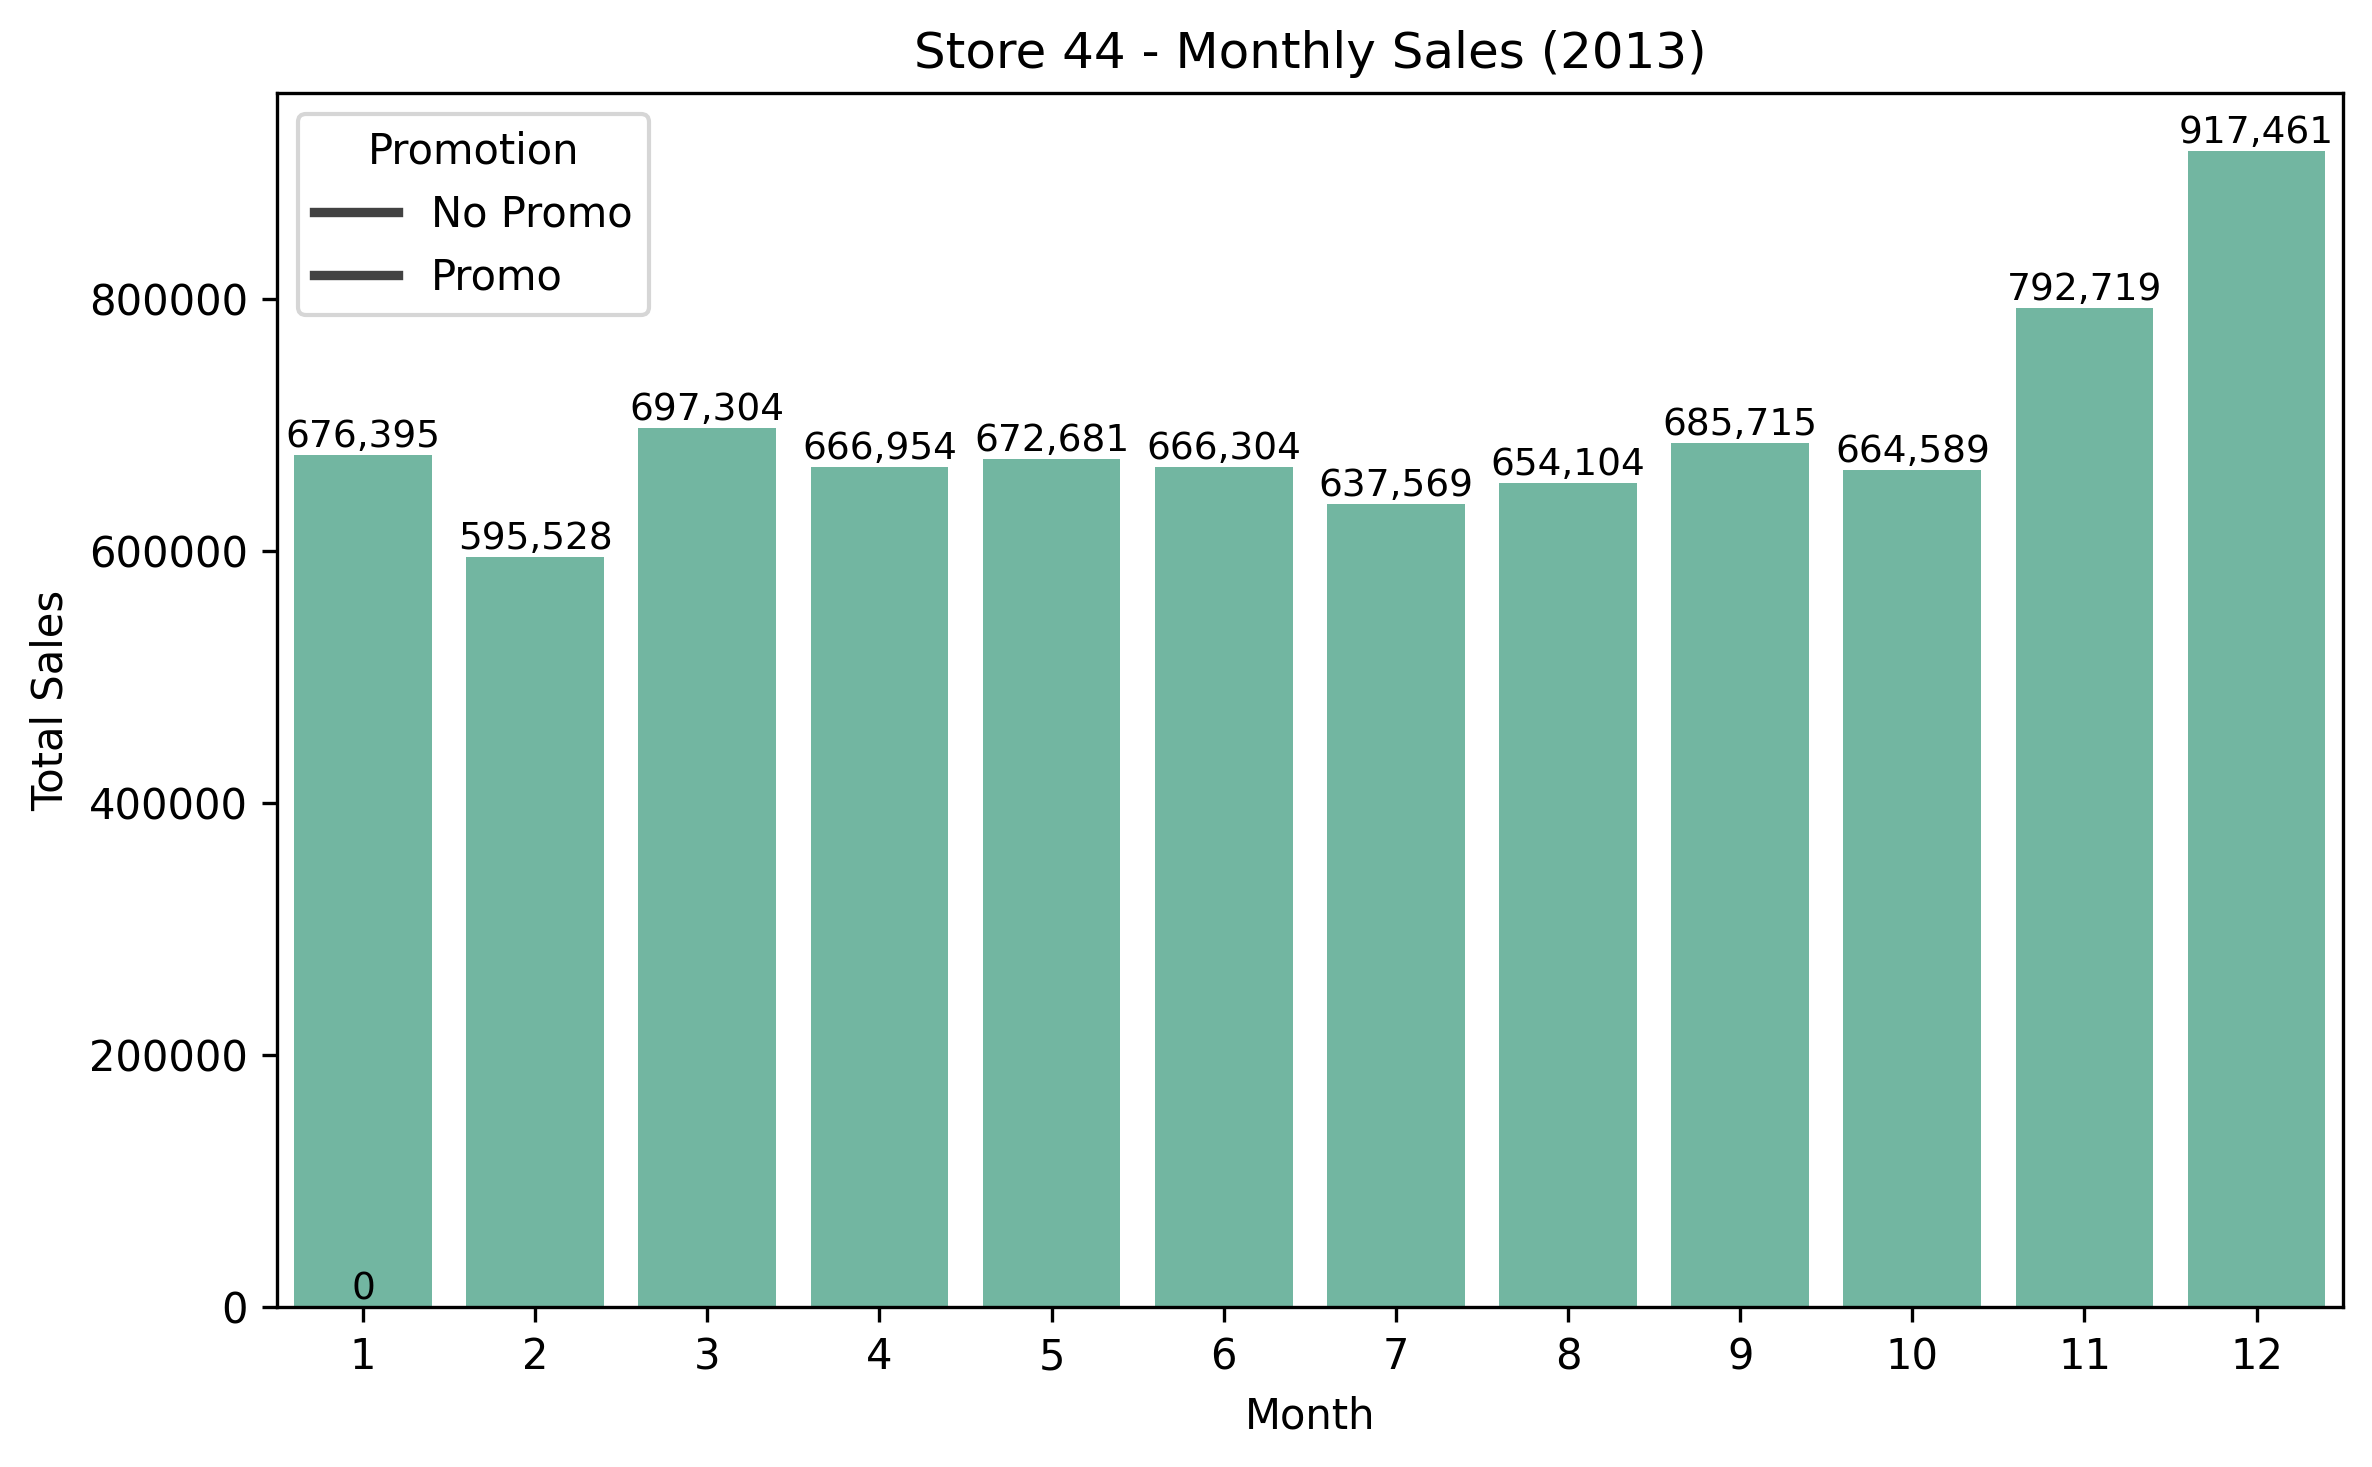 Store 44 - Monthly Sales (2013)
Promotion
No Promo
Promo
917,461
792,719
697,304
685,715
676,395
672,681
666,954
666,304
664,589
654,104
637,569
595,528
0
800000
600000
400000
200000
0
Total Sales
1 2 3 4 5 6 7 8 9 10 11 12
Month